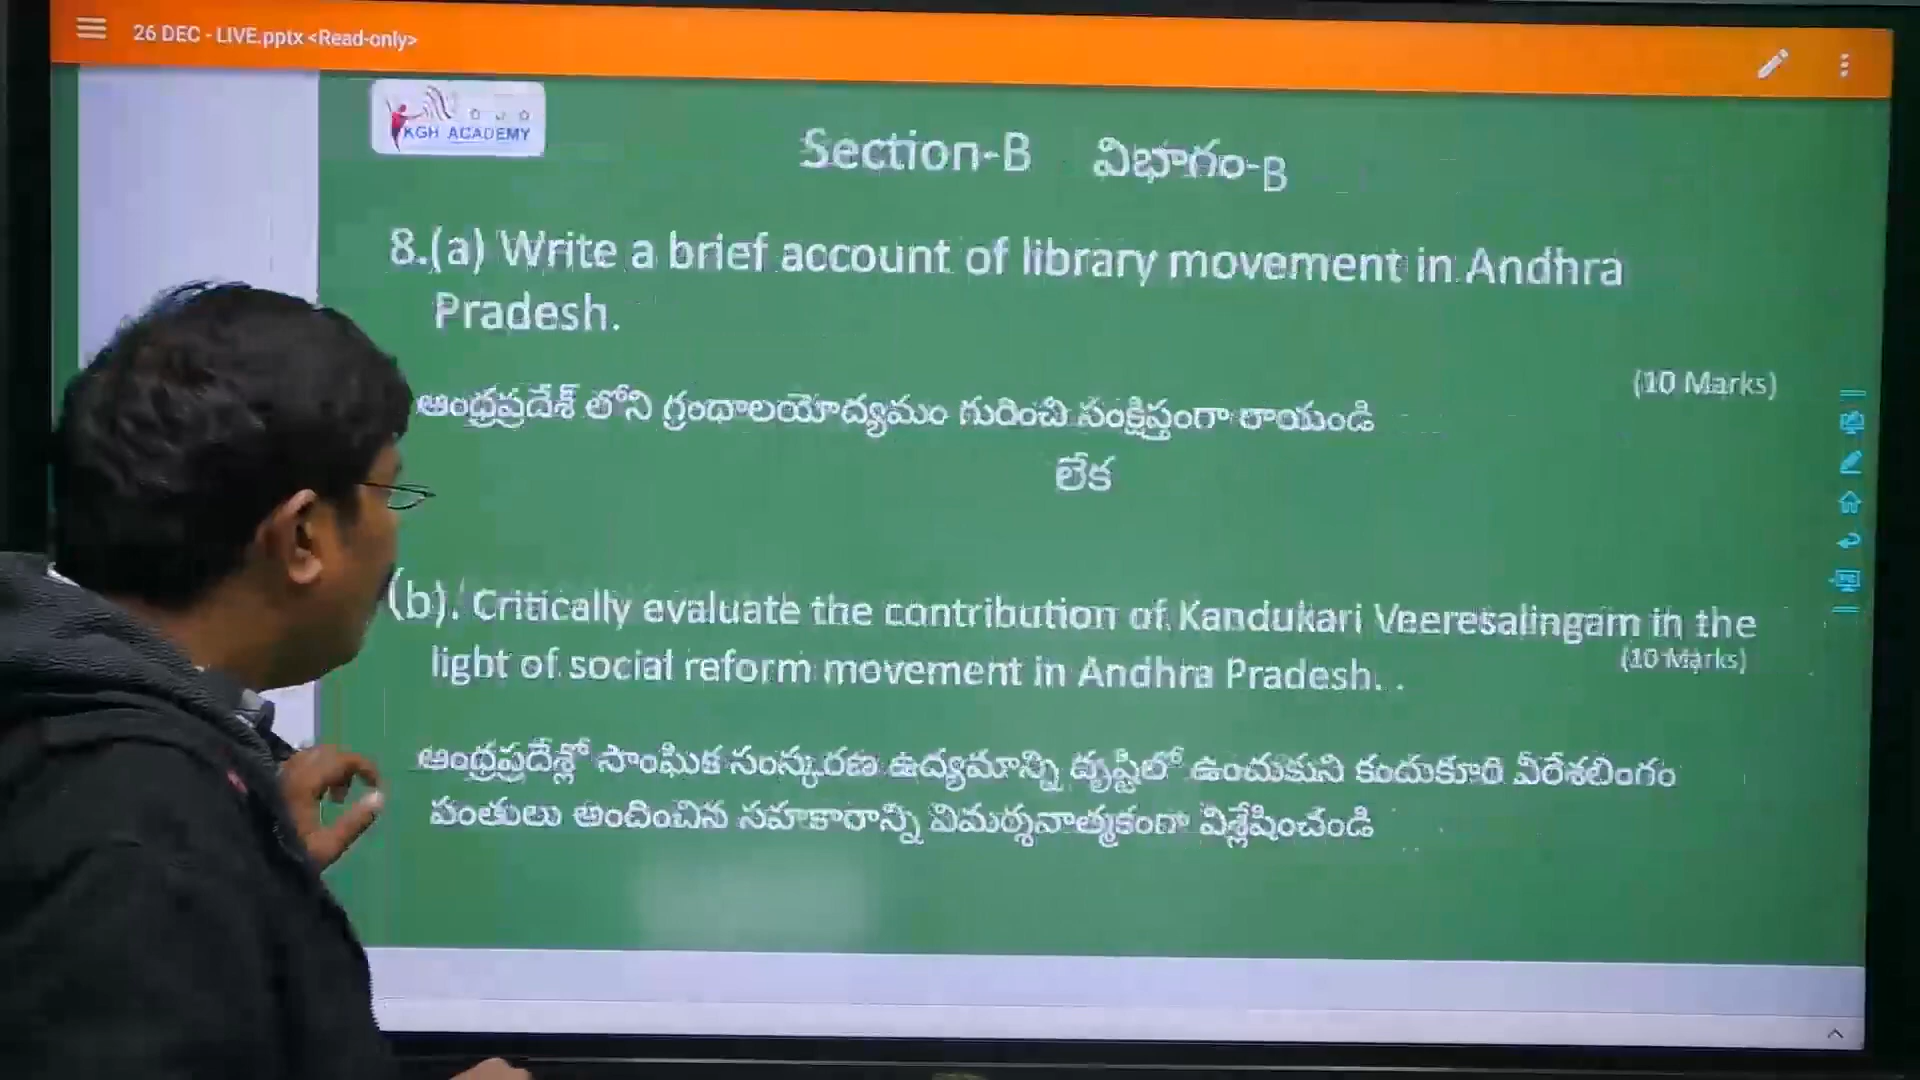 26 DEC - LIVE.pptx <Read-only>
KGH ACADEMY
Section-B విభాగం-B
8.(a) Write a brief account of library movement in Andhra
Pradesh.
(10 Marks)
ఆంధ్రప్రదేశ్ లోని గ్రంథాలయోద్యమం గురించి సంక్షిప్తంగా రాయండి
లేక
(b). Critically evaluate the contribution of Kandukari Veeresalingam in the
light of social reform movement in Andhra Pradesh. .
(10 Marks)
ఆంధ్రప్రదేశ్లో సాంఘిక సంస్కరణ ఉద్యమాన్ని దృష్టిలో ఉంచుకుని కందుకూరి వీరేశలింగం
పంతులు అందించిన సహకారాన్ని విమర్శనాత్మకంగా విశ్లేషించండి